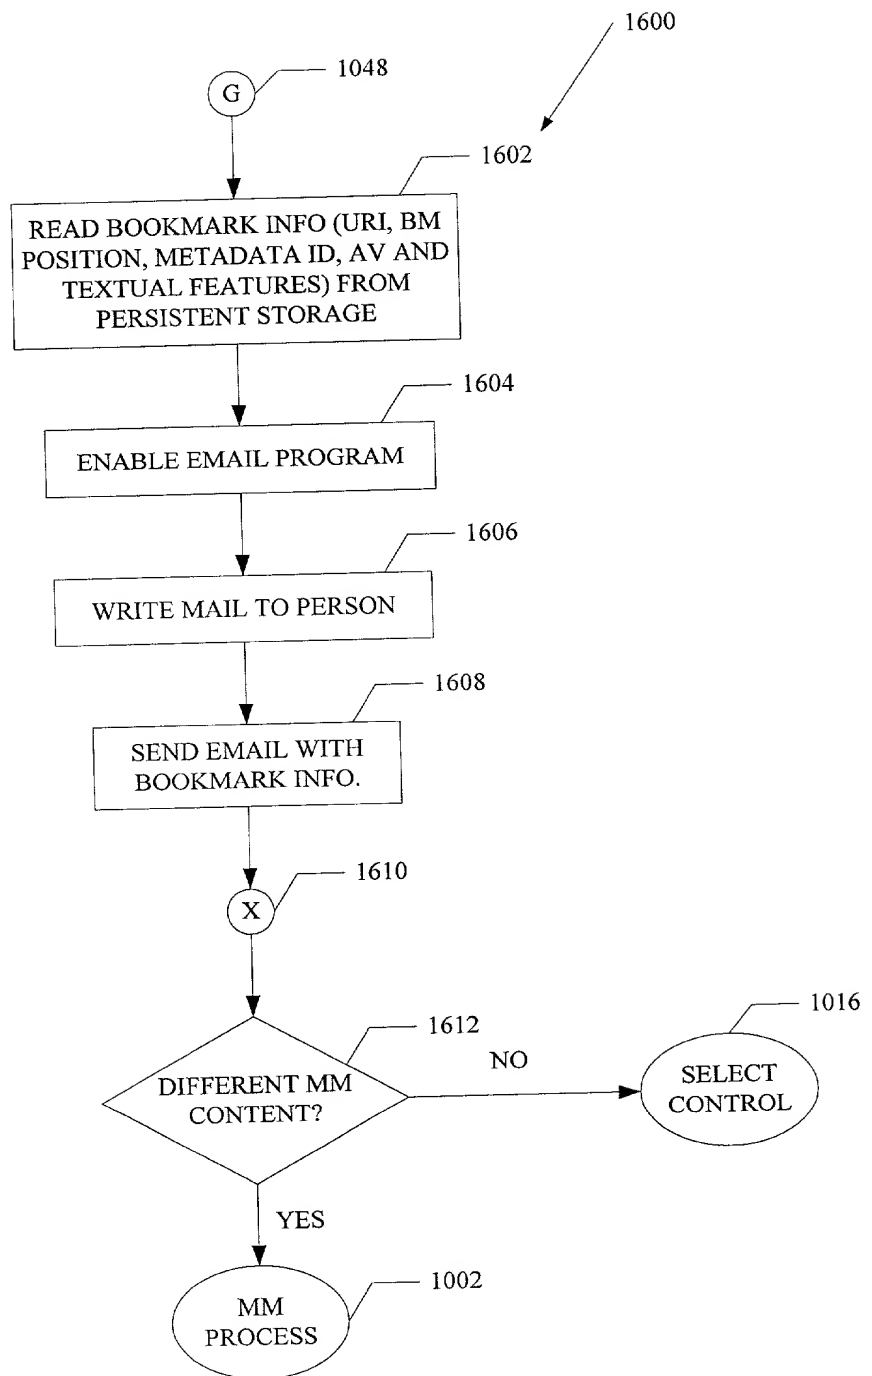 1600
G
1048
1602
READ BOOKMARK INFO (URI, BM
POSITION, METADATA ID, AV AND
TEXTUAL FEATURES) FROM
PERSISTENT STORAGE
1604
ENABLE EMAIL PROGRAM
1606
WRITE MAIL TO PERSON
1608
SEND EMAIL WITH
BOOKMARK INFO.
1610
X
1612
DIFFERENT MM
CONTENT?
NO
1016
SELECT
CONTROL
YES
1002
MM
PROCESS